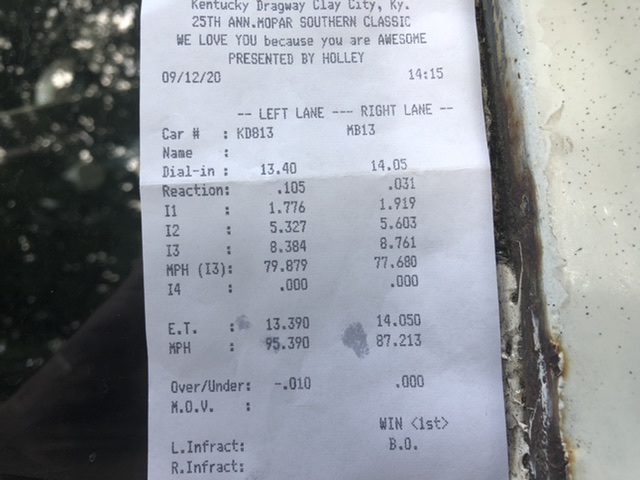 Kentucky Dragway Clay City, Ky.
25TH ANN.MOPAR SOUTHERN CLASSIC
WE LOVE YOU because you are AWESOME
PRESENTED BY HOLLEY
09/12/20 14:15
-- LEFT LANE --- RIGHT LANE --
Car # : KD813 MB13
Name :
Dial-in : 13.40 14.05
Reaction: .105 .031
I1 : 1.776 1.919
I2 : 5.327 5.603
I3 : 8.384 8.761
MPH (I3): 79.879 77.680
I4 : .000 .000
E.T. : 13.390 14.050
MPH : 95.390 87.213
Over/Under: -.010 .000
M.O.V. :
WIN <1st>
L.Infract: B.O.
R.Infract: